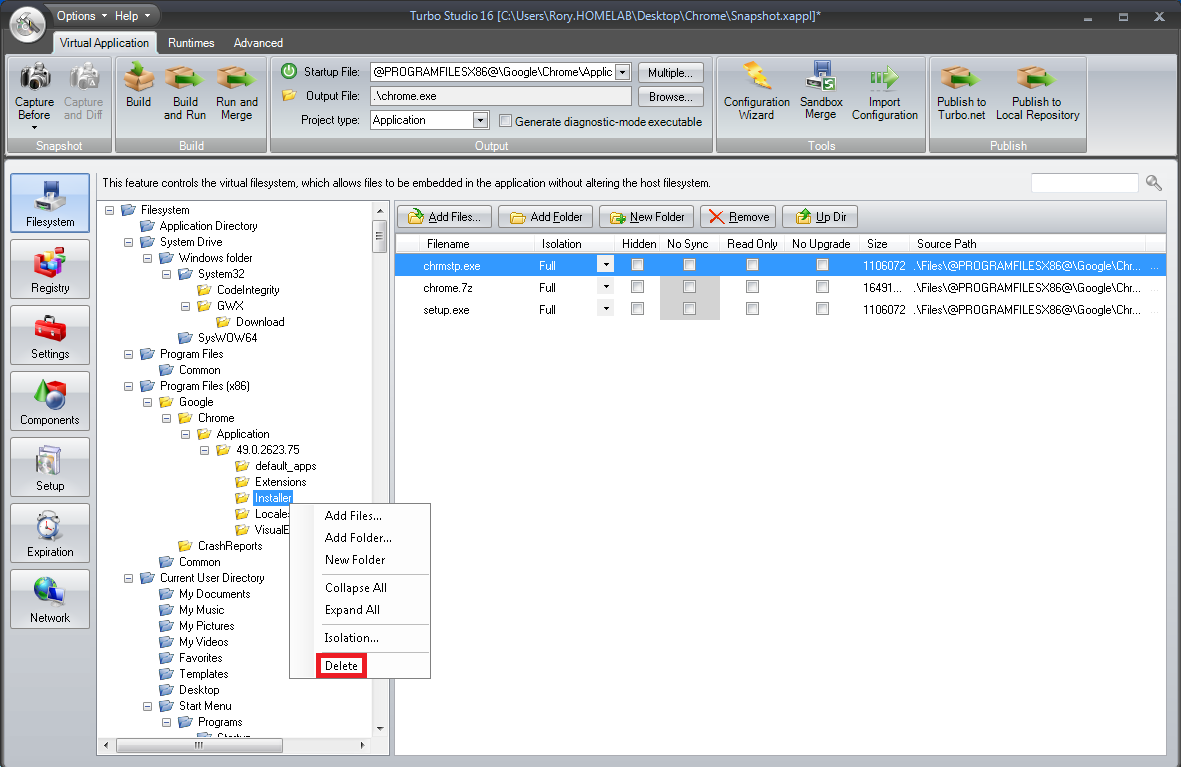 Options Help Turbo Studio 16 [C:\Users\Rory.HOMELAB\Desktop\Chrome\Snapshot.xappl]*
Virtual Application Runtimes Advanced
Capture Before
Capture and Diff
Snapshot
Build
Build and Run
Run and Merge
Build
Startup File: @PROGRAMFILESX86@\Google\Chrome\Applic Multiple...
Output File: .\chrome.exe Browse...
Project type: Application Generate diagnostic-mode executable
Output
Configuration Wizard
Sandbox Merge
Import Configuration
Tools
Publish to Turbo.net
Publish to Local Repository
Publish
Filesystem
Registry
Settings
Components
Setup
Expiration
Network
This feature controls the virtual filesystem, which allows files to be embedded in the application without altering the host filesystem.
Filesystem
Application Directory
System Drive
Windows folder
System32
CodeIntegrity
GWX
Download
SysWOW64
Program Files
Common
Program Files (x86)
Google
Chrome
Application
49.0.2623.75
default_apps
Extensions
Installer
Locales
VisualE
CrashReports
Common
Current User Directory
My Documents
My Music
My Pictures
My Videos
Favorites
Templates
Desktop
Start Menu
Programs
Add Files...
Add Folder...
New Folder
Collapse All
Expand All
Isolation...
Delete
Add Files... Add Folder New Folder Remove Up Dir
Filename Isolation Hidden No Sync Read Only No Upgrade Size Source Path
chrmstp.exe Full 1106072 .\Files\@PROGRAMFILESX86@\Google\Chr... ...
chrome.7z Full 16491... .\Files\@PROGRAMFILESX86@\Google\Chr... ...
setup.exe Full 1106072 .\Files\@PROGRAMFILESX86@\Google\Chr... ...